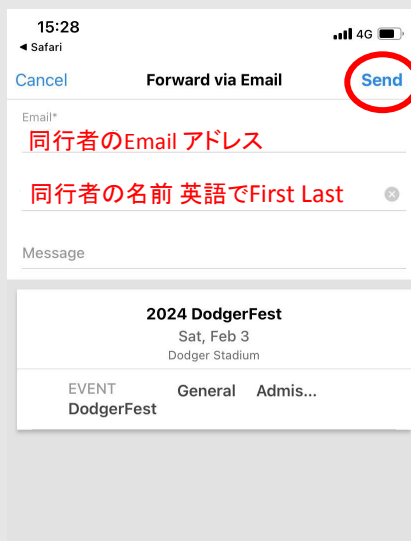 15:28
4G
◀ Safari
Cancel Forward via Email Send
Email*
同行者のEmail アドレス
同行者の名前 英語でFirst Last
Message
2024 DodgerFest
Sat, Feb 3
Dodger Stadium
EVENT General Admis...
DodgerFest